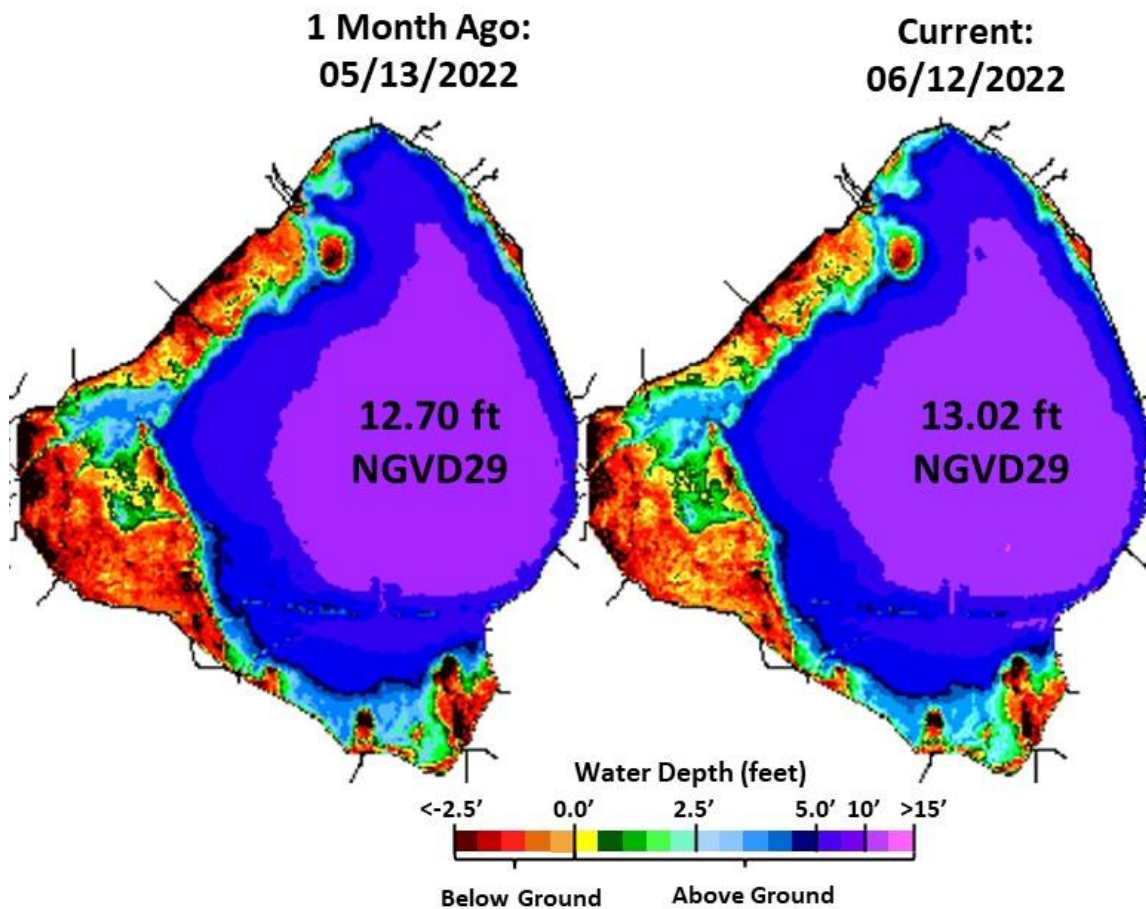 1 Month Ago:
05/13/2022
Current:
06/12/2022
12.70 ft
NGVD29
13.02 ft
NGVD29
Water Depth (feet)
<-2.5’ 0.0’ 2.5’ 5.0’ 10’ >15’
Below Ground Above Ground